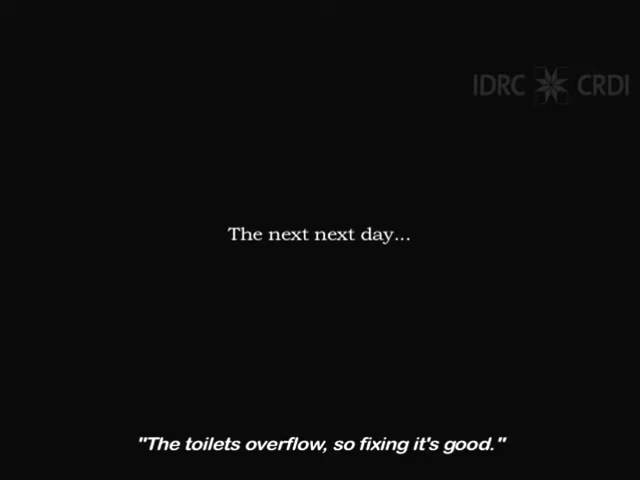 IDRC CRDI
The next next day...
"The toilets overflow, so fixing it's good."